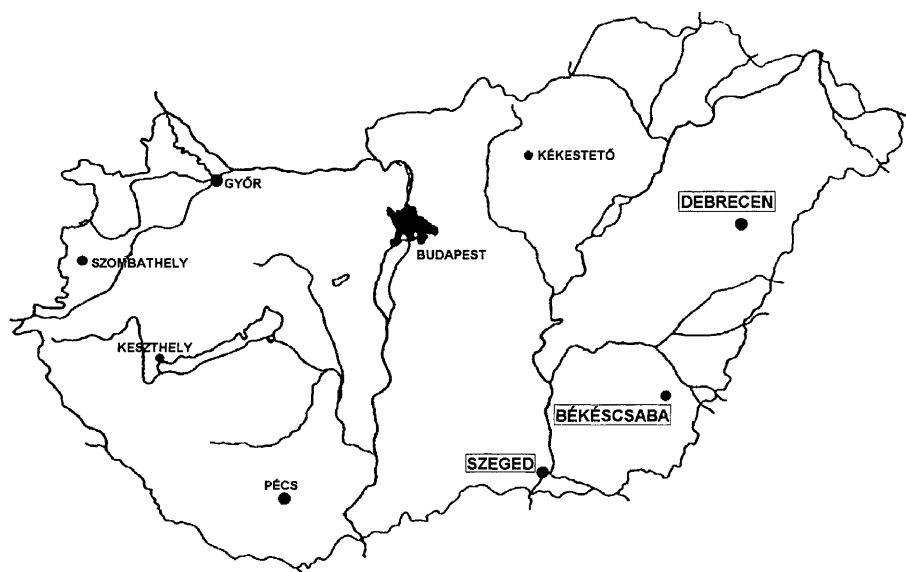 KÉKESTETŐ
GYŐR
DEBRECEN
BUDAPEST
SZOMBATHELY
KESZTHELY
BÉKÉSCSABA
SZEGED
PÉCS